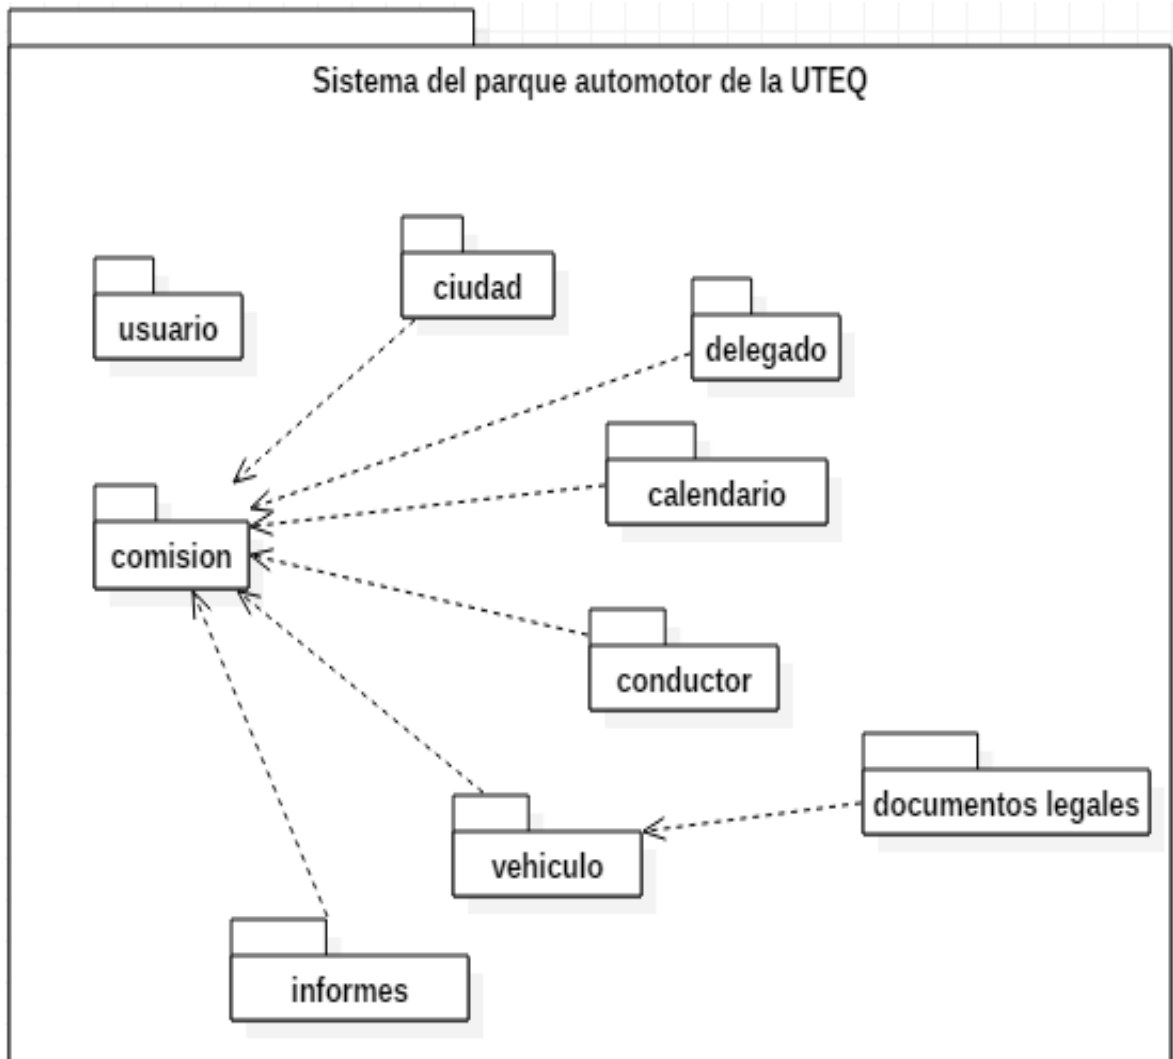 Sistema del parque automotor de la UTEQ
ciudad
usuario
delegado
calendario
comision
conductor
documentos legales
vehiculo
informes